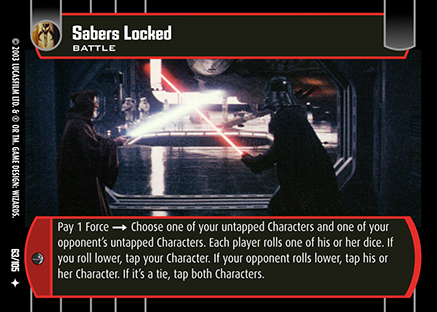 Sabers Locked
BATTLE
Pay 1 Force → Choose one of your untapped Characters and one of your
opponent's untapped Characters. Each player rolls one of his or her dice. If
you roll lower, tap your Character. If your opponent rolls lower, tap his or
her Character. If it's a tie, tap both Characters.
© 2003 LUCASFILM LTD. & ® OR TM. GAME DESIGN: WIZARDS.
63/105